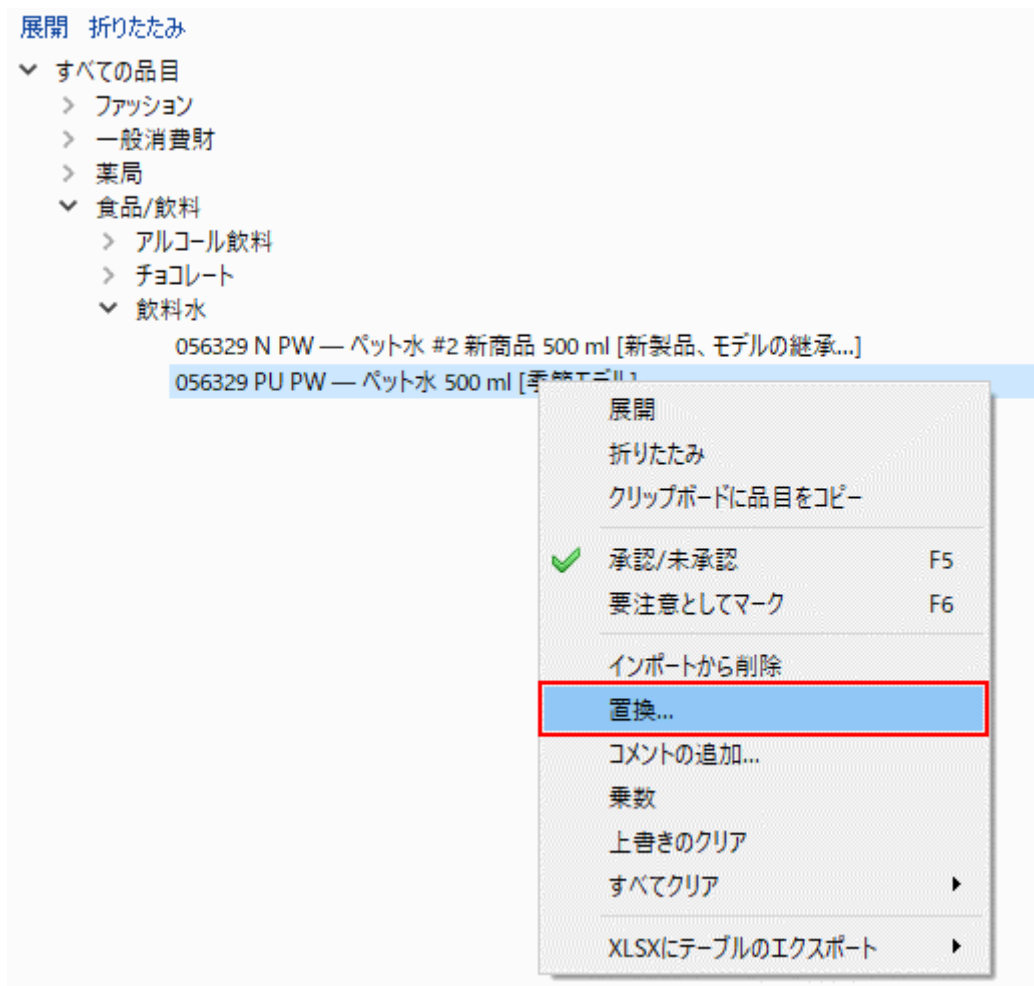 展開 折りたたみ
すべての品目
ファッション
一般消費財
薬局
食品/飲料
アルコール飲料
チョコレート
飲料水
056329 N PW — ペット水 #2 新商品 500 ml [新製品、モデルの継承...]
056329 PU PW — ペット水 500 ml [季節モデル]
展開
折りたたみ
クリップボードに品目をコピー
承認/未承認 F5
要注意としてマーク F6
インポートから削除
置換...
コメントの追加...
乗数
上書きのクリア
すべてクリア
XLSXにテーブルのエクスポート